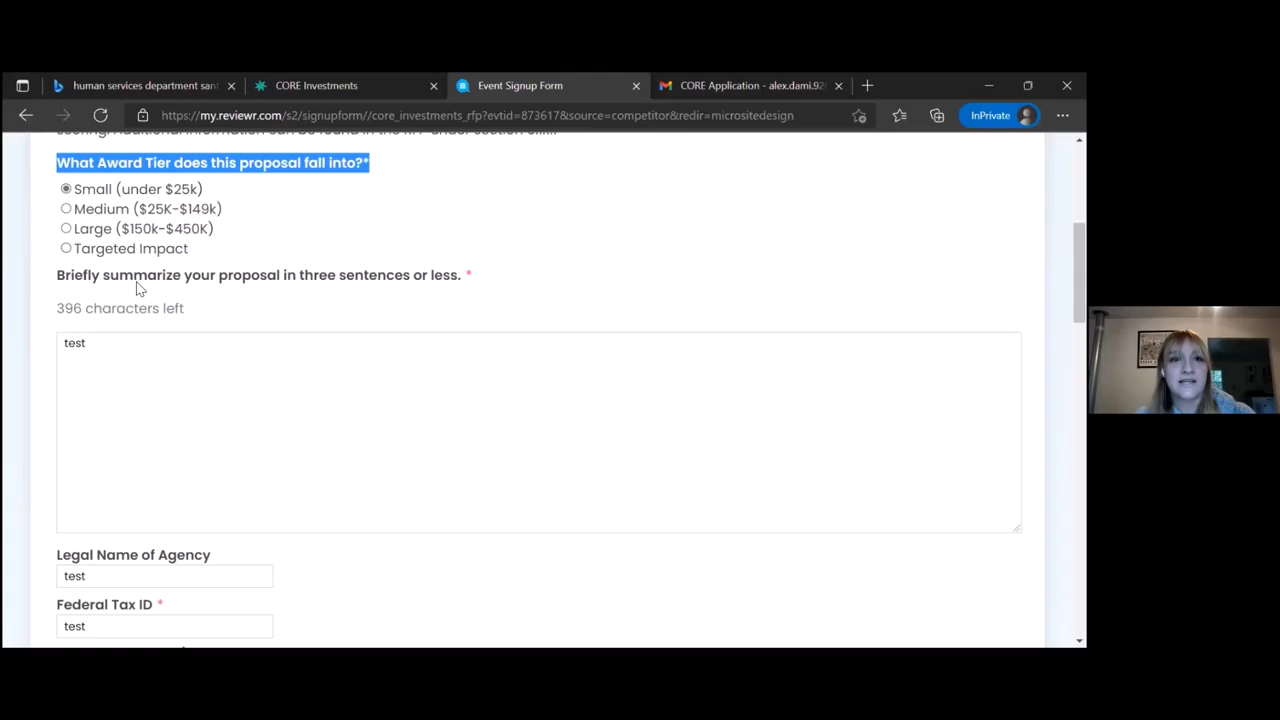 human services department sant
CORE Investments
Event Signup Form
CORE Application - alex.dami.92
https://my.reviewr.com/s2/signupform//core_investments_rfp?evtid=873617&source=competitor&redir=micrositedesign
InPrivate
What Award Tier does this proposal fall into?*
Small (under $25k)
Medium ($25K-$149k)
Large ($150k-$450K)
Targeted Impact
Briefly summarize your proposal in three sentences or less. *
396 characters left
test
Legal Name of Agency
test
Federal Tax ID *
test